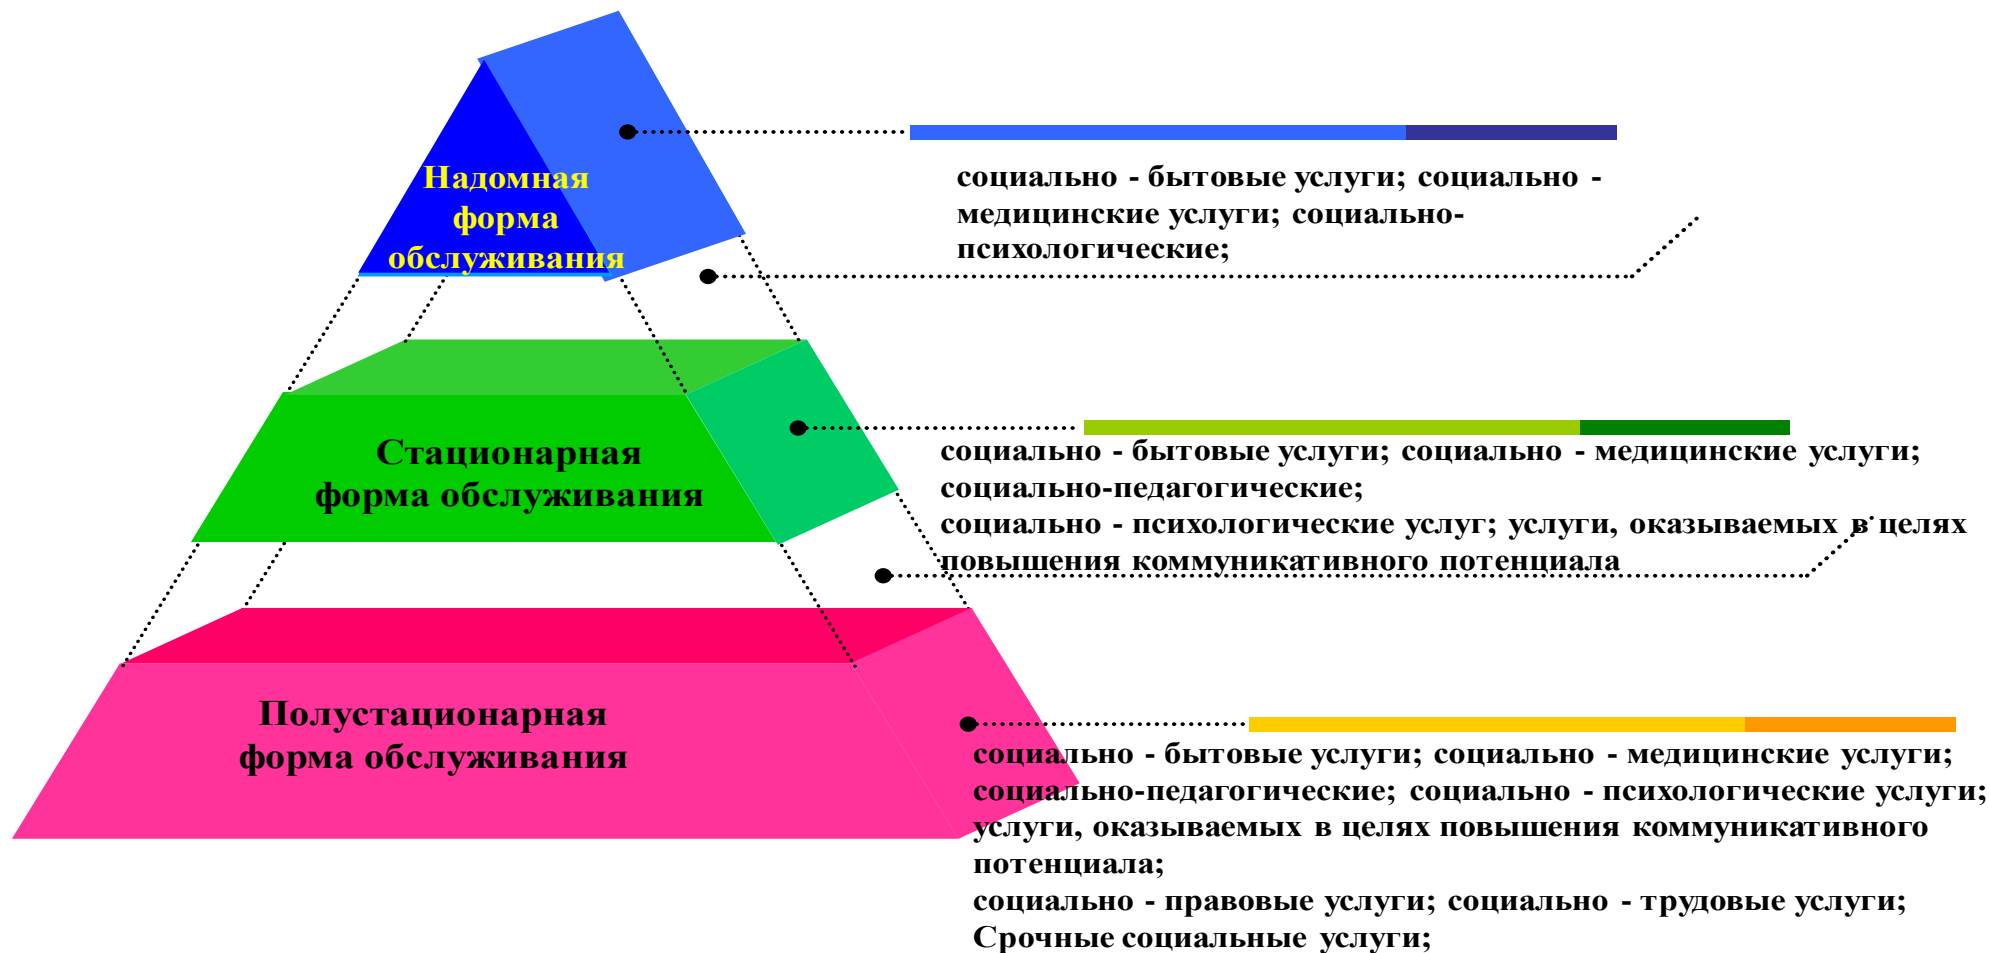 Надомная
форма
обслуживания
социально - бытовые услуги; социально -
медицинские услуги; социально-
психологические;
Стационарная
форма обслуживания
социально - бытовые услуги; социально - медицинские услуги;
социально-педагогические;
социально - психологические услуг; услуги, оказываемых в целях
повышения коммуникативного потенциала
Полустационарная
форма обслуживания
социально - бытовые услуги; социально - медицинские услуги;
социально-педагогические; социально - психологические услуги;
услуги, оказываемых в целях повышения коммуникативного
потенциала;
социально - правовые услуги; социально - трудовые услуги;
Срочные социальные услуги;